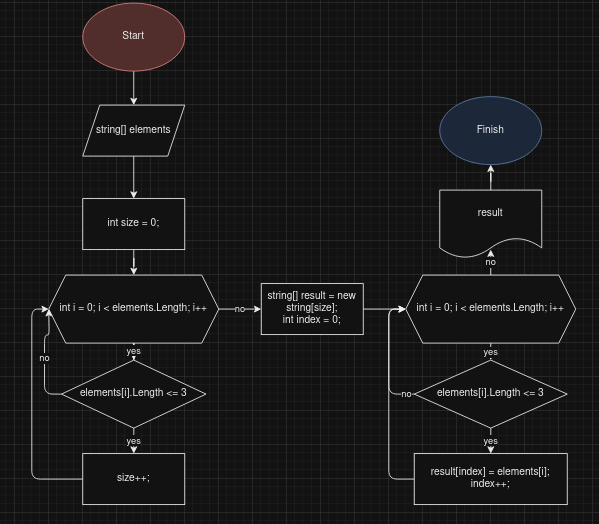 Start
string[] elements
int size = 0;
int i = 0; i < elements.Length; i++
no
yes
elements[i].Length <= 3
no
yes
size++;
string[] result = new
string[size];
int index = 0;
int i = 0; i < elements.Length; i++
yes
elements[i].Length <= 3
no
yes
result[index] = elements[i];
index++;
no
result
Finish